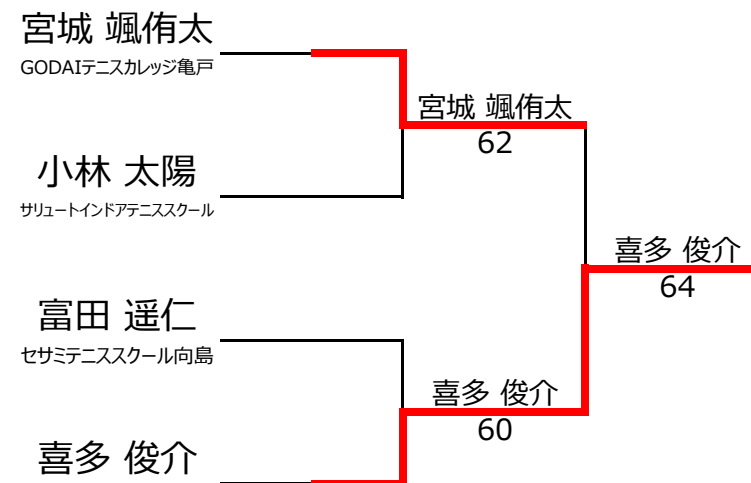 宮城 颯侑太
GODAIテニスカレッジ亀戸
宮城 颯侑太
62
小林 太陽
サリュートインドアテニススクール
喜多 俊介
64
富田 遥仁
セサミテニススクール向島
喜多 俊介
60
喜多 俊介